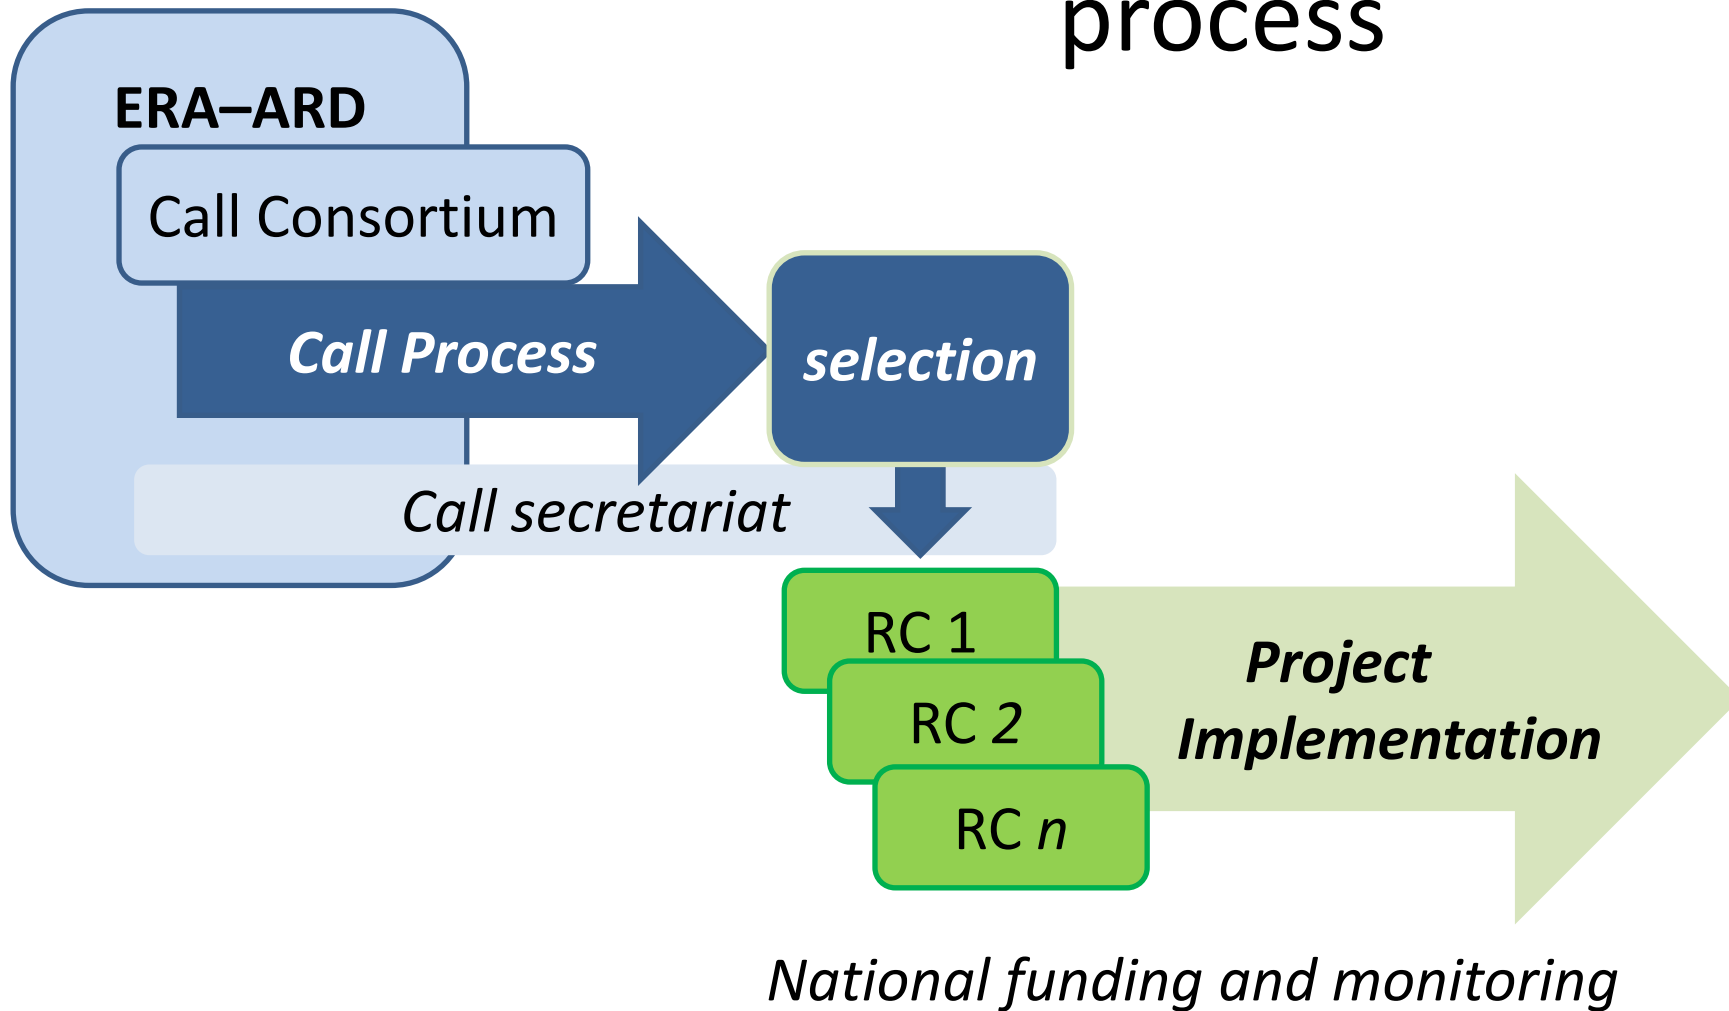 process
ERA–ARD
Call Consortium
Call Process
selection
Call secretariat
RC 1
RC 2
RC n
Project
Implementation
National funding and monitoring